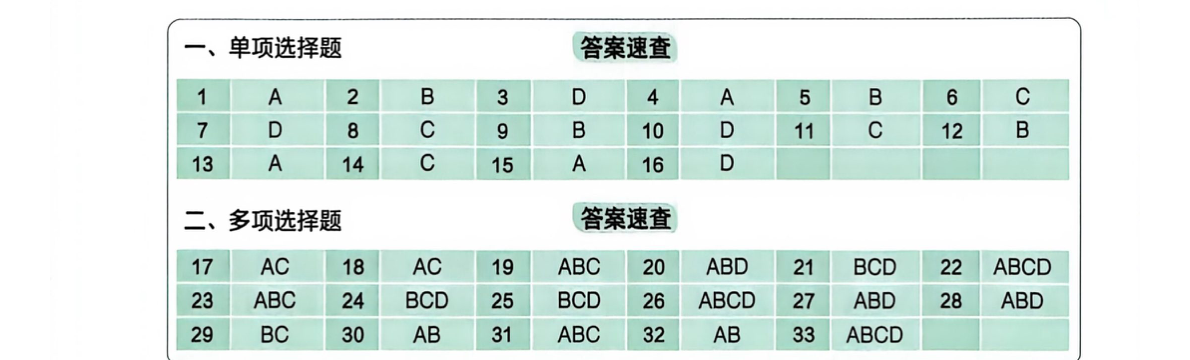 一、单项选择题 答案速查
1 A 2 B 3 D 4 A 5 B 6 C
7 D 8 C 9 B 10 D 11 C 12 B
13 A 14 C 15 A 16 D
二、多项选择题 答案速查
17 AC 18 AC 19 ABC 20 ABD 21 BCD 22 ABCD
23 ABC 24 BCD 25 BCD 26 ABCD 27 ABD 28 ABD
29 BC 30 AB 31 ABC 32 AB 33 ABCD